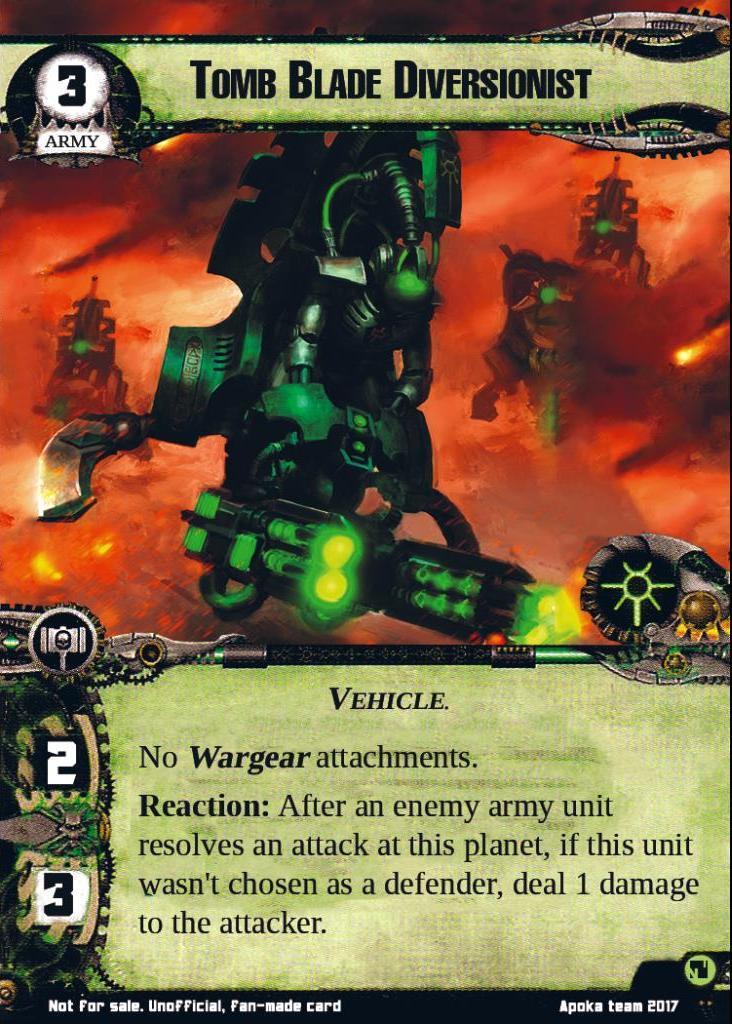 3
TOMB BLADE DIVERSIONIST
ARMY
VEHICLE.
2
No Wargear attachments.
Reaction: After an enemy army unit
resolves an attack at this planet, if this unit
wasn't chosen as a defender, deal 1 damage
to the attacker.
3
Not for sale. Unofficial, fan-made card
Apoka team 2017